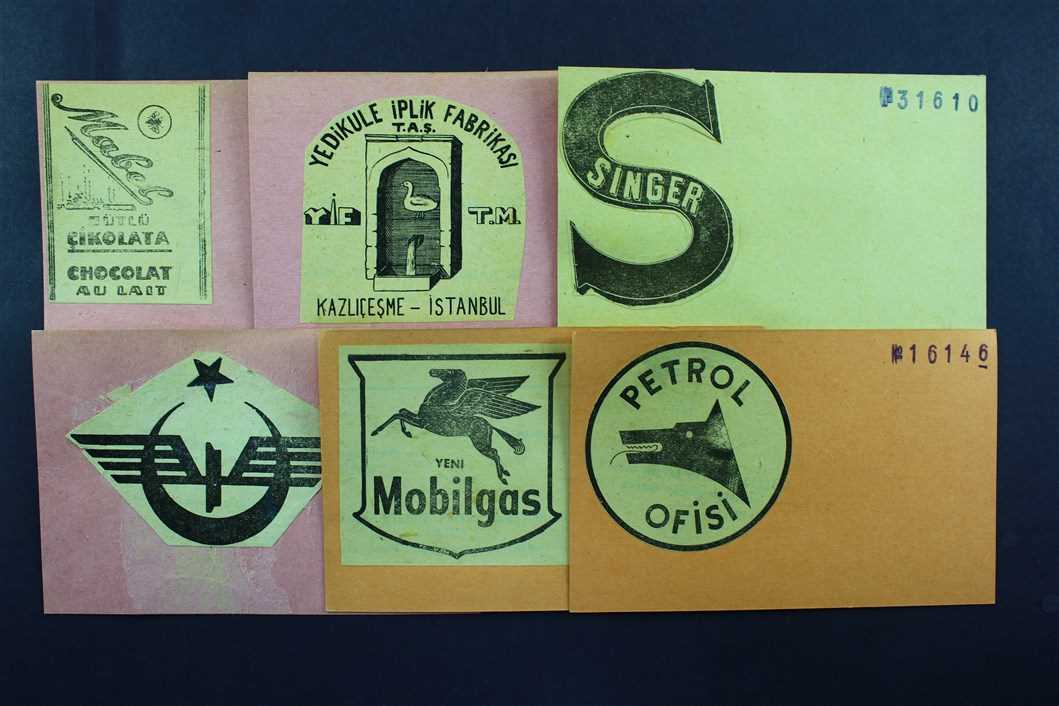 Mabel
SÜTLÜ
ÇİKOLATA
CHOCOLAT
AU LAIT
YEDİKULE İPLİK FABRİKASI
T.A.Ş.
YİF T.M.
KAZLIÇEŞME - İSTANBUL
SINGER
№31610
YENİ
Mobilgas
PETROL
OFİSİ
№16146